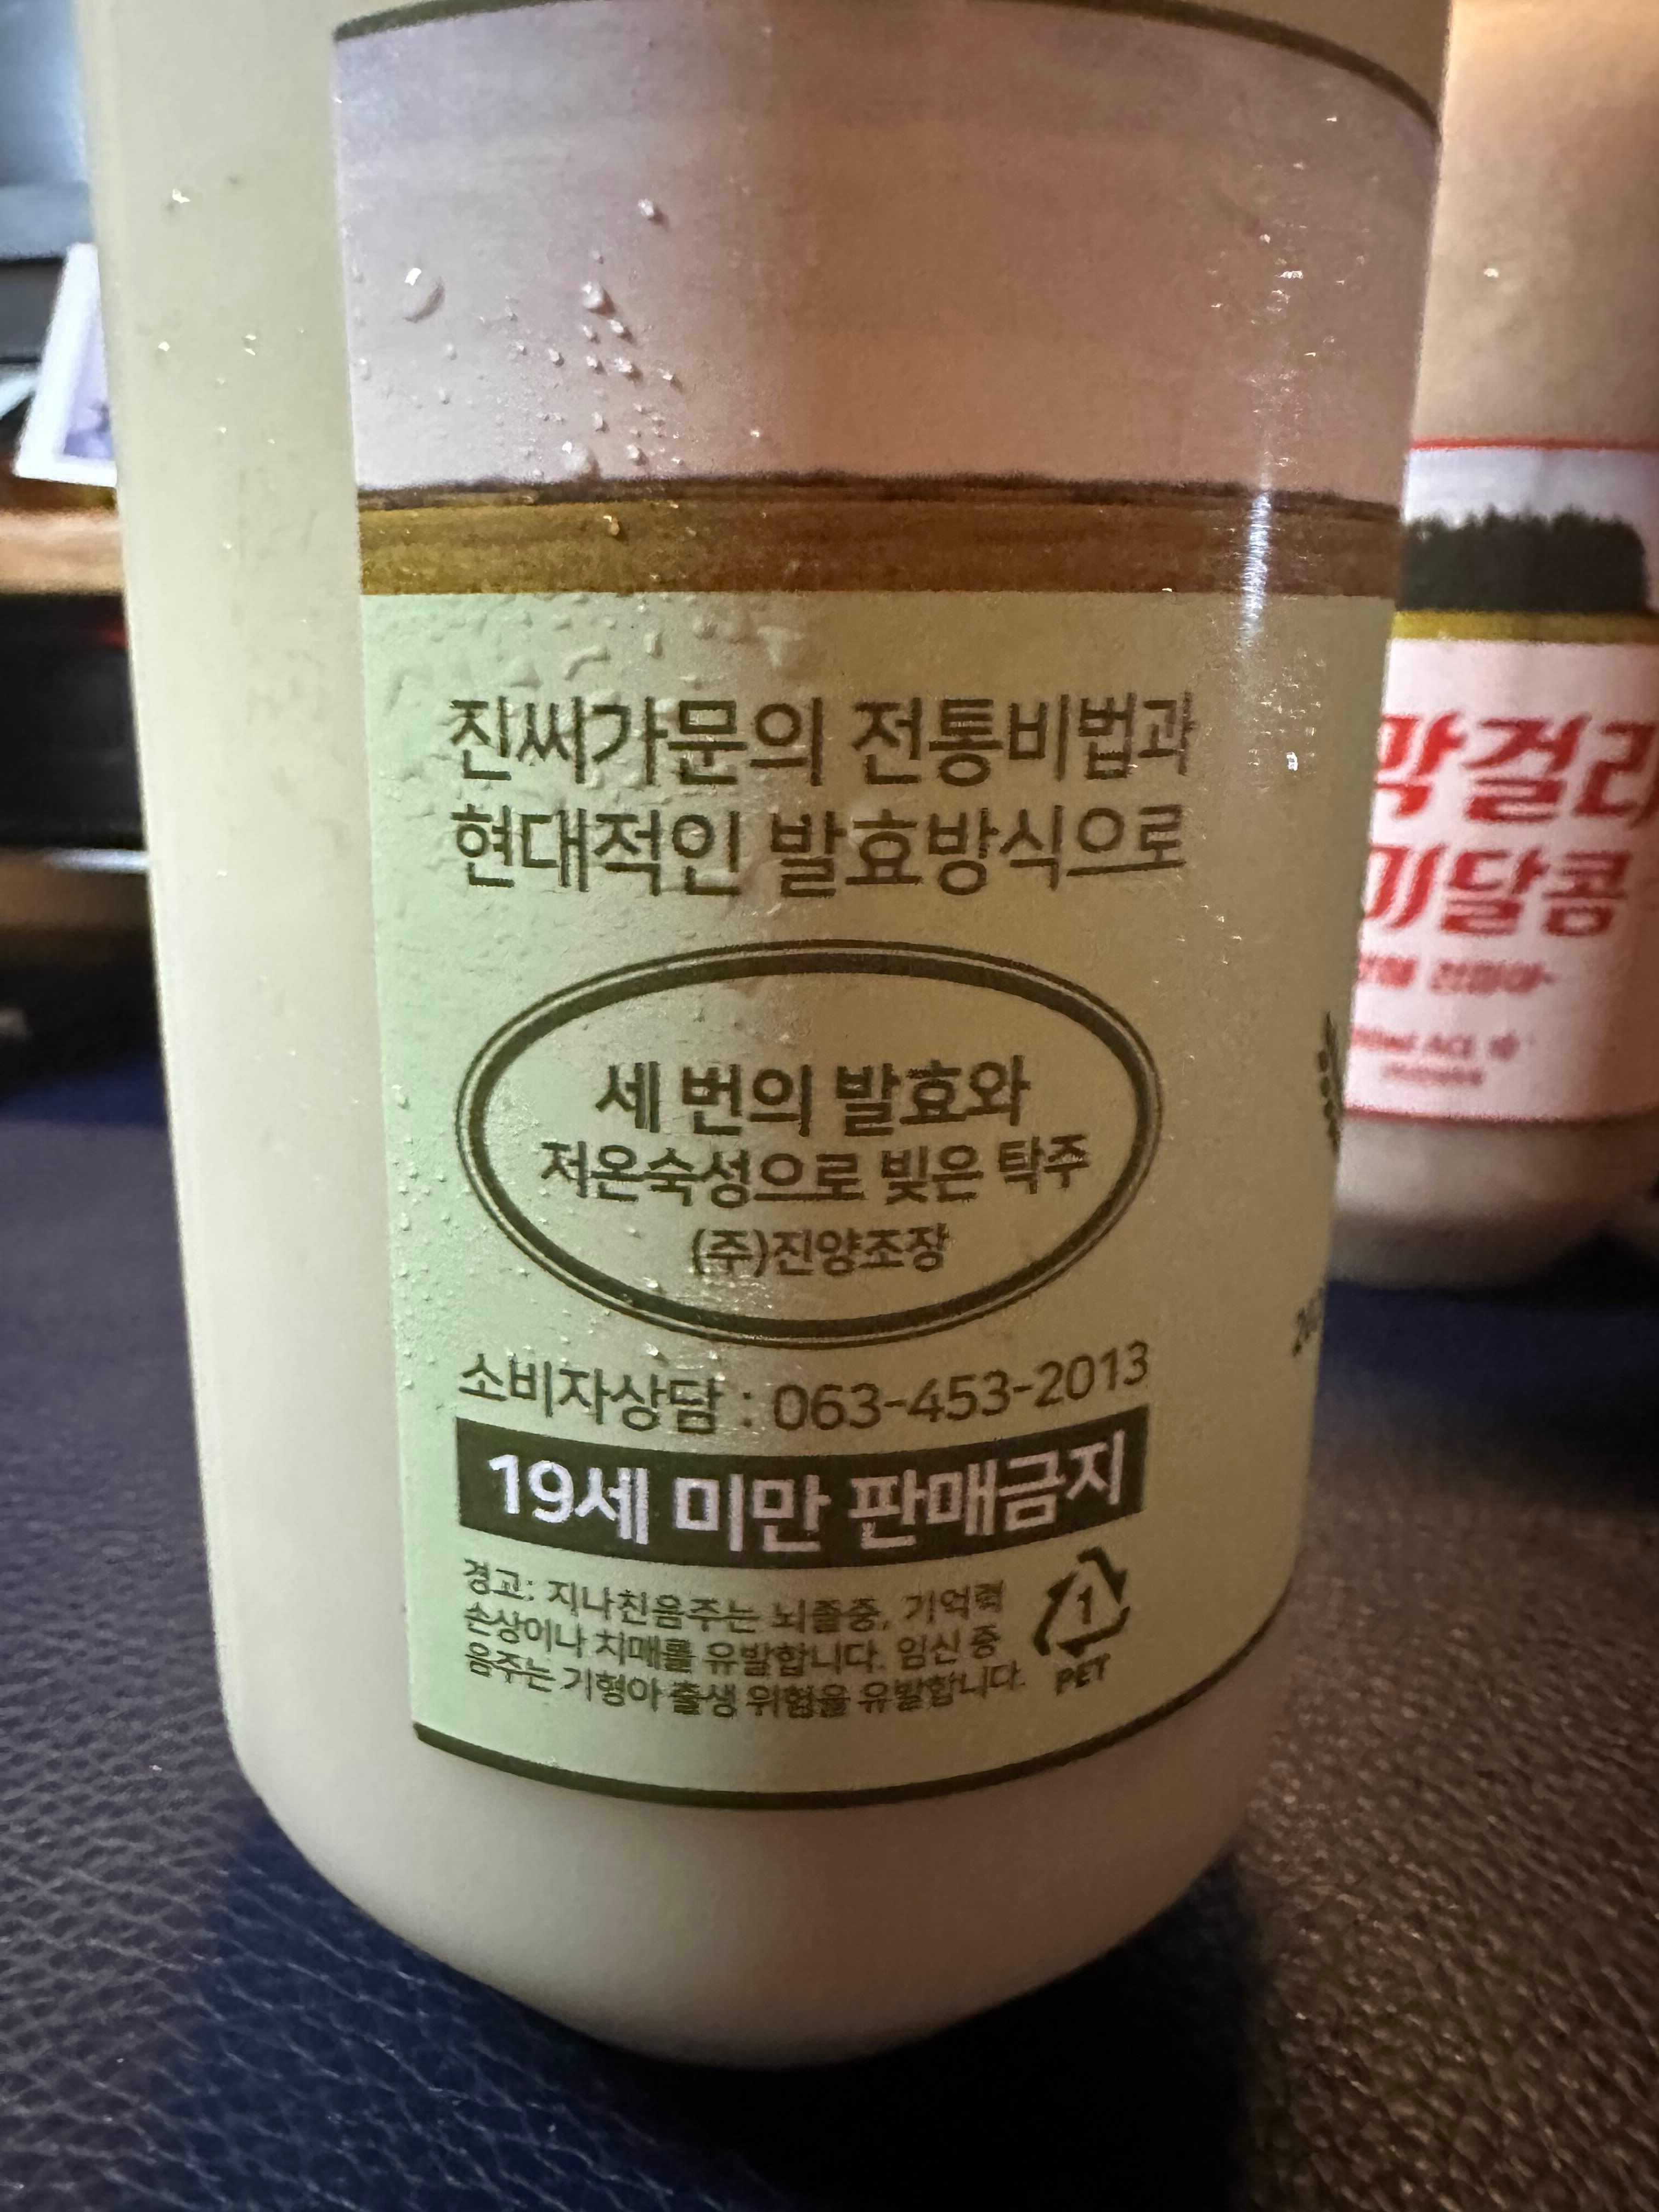 진씨가문의 전통비법과
현대적인 발효방식으로
세 번의 발효와
저온숙성으로 빚은 탁주
(주)진양조장
소비자상담 : 063-453-2013
19세 미만 판매금지
경고: 지나친음주는 뇌졸중, 기억력
손상이나 치매를 유발합니다. 임신 중
음주는 기형아 출생 위험을 유발합니다.
1
PET
막걸리
미달콩